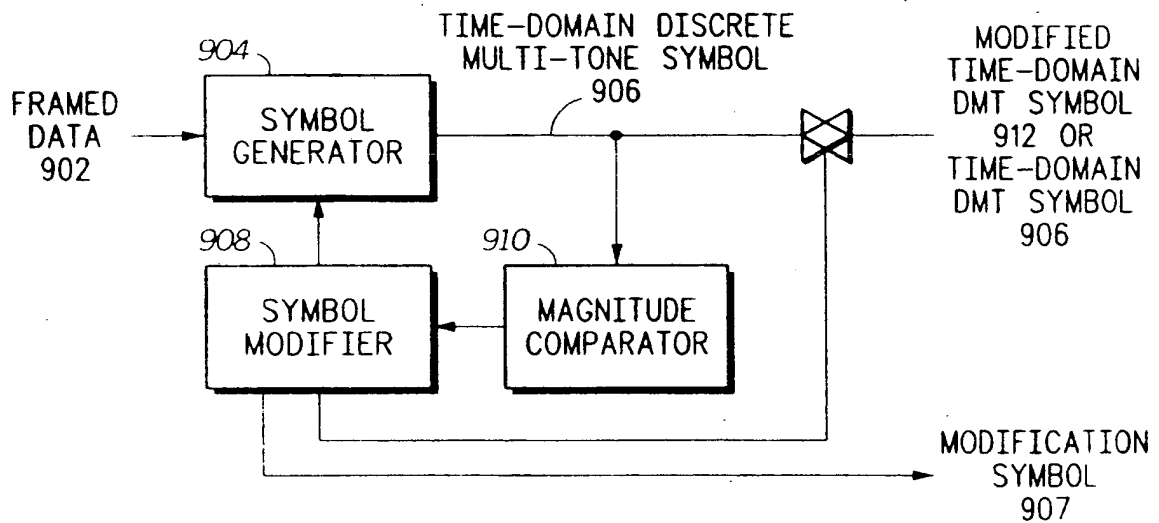 TIME-DOMAIN DISCRETE
MULTI-TONE SYMBOL
906
904
FRAMED
DATA
902
SYMBOL
GENERATOR
MODIFIED
TIME-DOMAIN
DMT SYMBOL
912 OR
TIME-DOMAIN
DMT SYMBOL
906
908
SYMBOL
MODIFIER
910
MAGNITUDE
COMPARATOR
MODIFICATION
SYMBOL
907